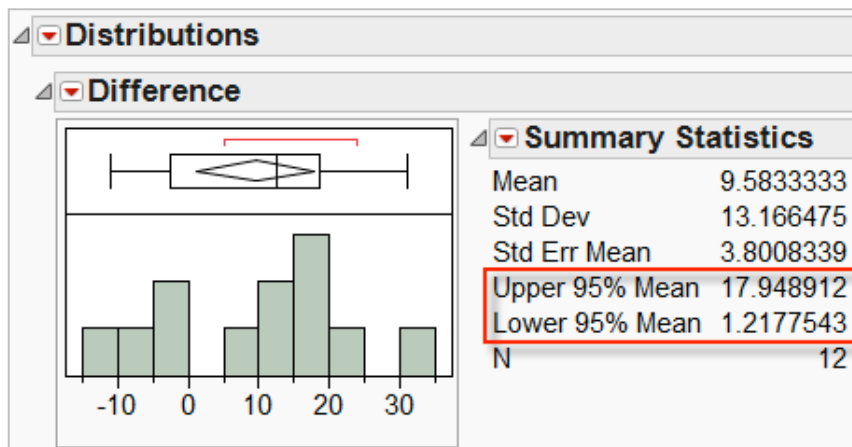 Distributions
Difference
Summary Statistics
Mean 9.5833333
Std Dev 13.166475
Std Err Mean 3.8008339
Upper 95% Mean 17.948912
Lower 95% Mean 1.2177543
N 12
-10 0 10 20 30